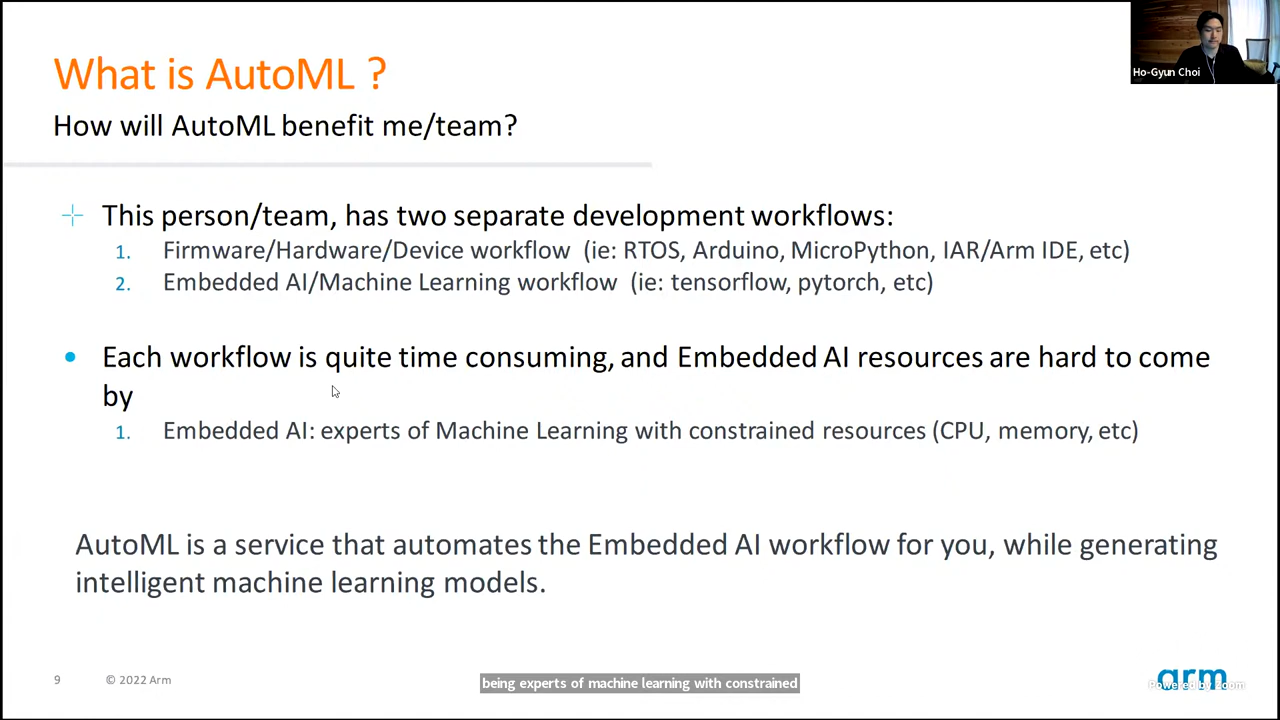 What is AutoML ?
How will AutoML benefit me/team?
This person/team, has two separate development workflows:
1. Firmware/Hardware/Device workflow (ie: RTOS, Arduino, MicroPython, IAR/Arm IDE, etc)
2. Embedded AI/Machine Learning workflow (ie: tensorflow, pytorch, etc)
Each workflow is quite time consuming, and Embedded AI resources are hard to come
by
1. Embedded AI: experts of Machine Learning with constrained resources (CPU, memory, etc)
AutoML is a service that automates the Embedded AI workflow for you, while generating
intelligent machine learning models.
9 © 2022 Arm
being experts of machine learning with constrained
arm
Powered by Zoom
Ho-Gyun Choi